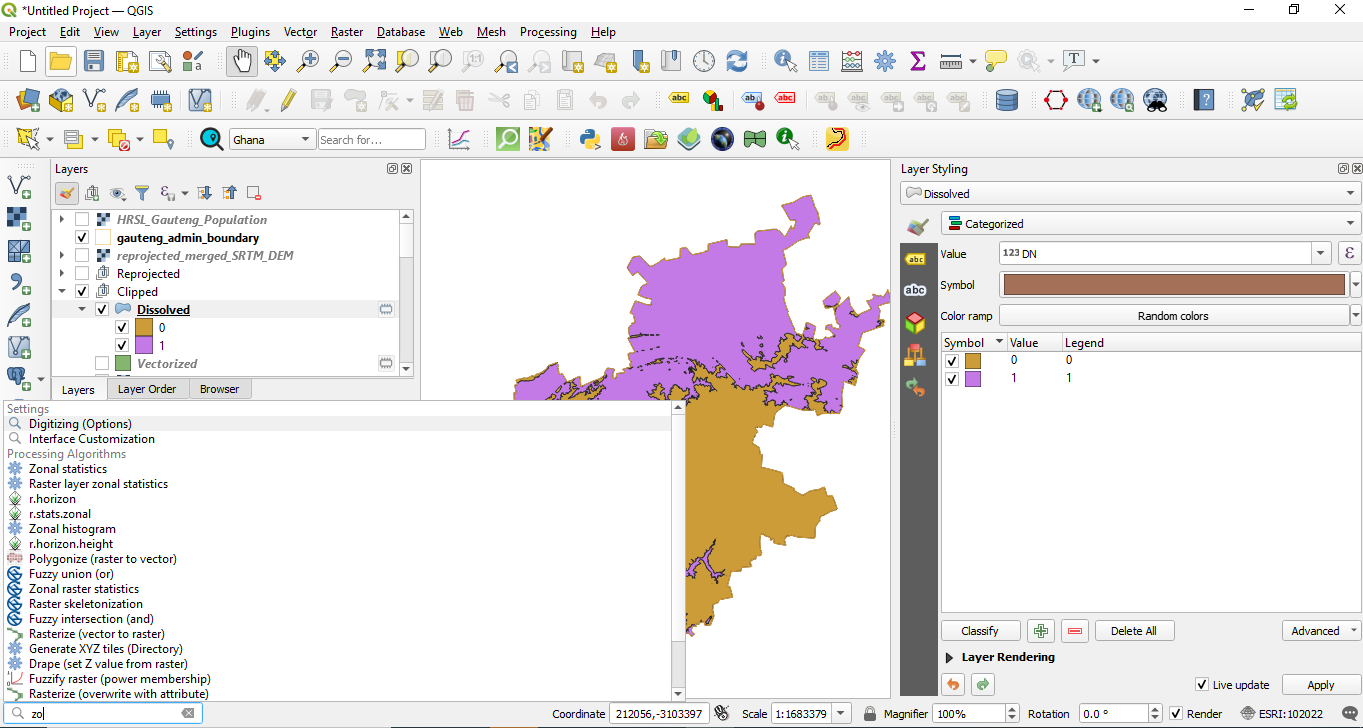 *Untitled Project — QGIS
Project Edit View Layer Settings Plugins Vector Raster Database Web Mesh Processing Help
abc abc abc
Ghana Search for...
Layers
HRSL_Gauteng_Population
gauteng_admin_boundary
reprojected_merged_SRTM_DEM
Reprojected
Clipped
Dissolved
0
1
Vectorized
Layers Layer Order Browser
Settings
Digitizing (Options)
Interface Customization
Processing Algorithms
Zonal statistics
Raster layer zonal statistics
r.horizon
r.stats.zonal
Zonal histogram
r.horizon.height
Polygonize (raster to vector)
Fuzzy union (or)
Zonal raster statistics
Raster skeletonization
Fuzzy intersection (and)
Rasterize (vector to raster)
Generate XYZ tiles (Directory)
Drape (set Z value from raster)
Fuzzify raster (power membership)
Rasterize (overwrite with attribute)
zo
Layer Styling
Dissolved
Categorized
abc
abc
Value 123 DN ε
Symbol
Color ramp Random colors
Symbol Value Legend
0 0
1 1
Classify Delete All Advanced
Layer Rendering
Live update Apply
Coordinate 212056,-3103397 Scale 1:1683379 Magnifier 100% Rotation 0.0 ° Render ESRI:102022